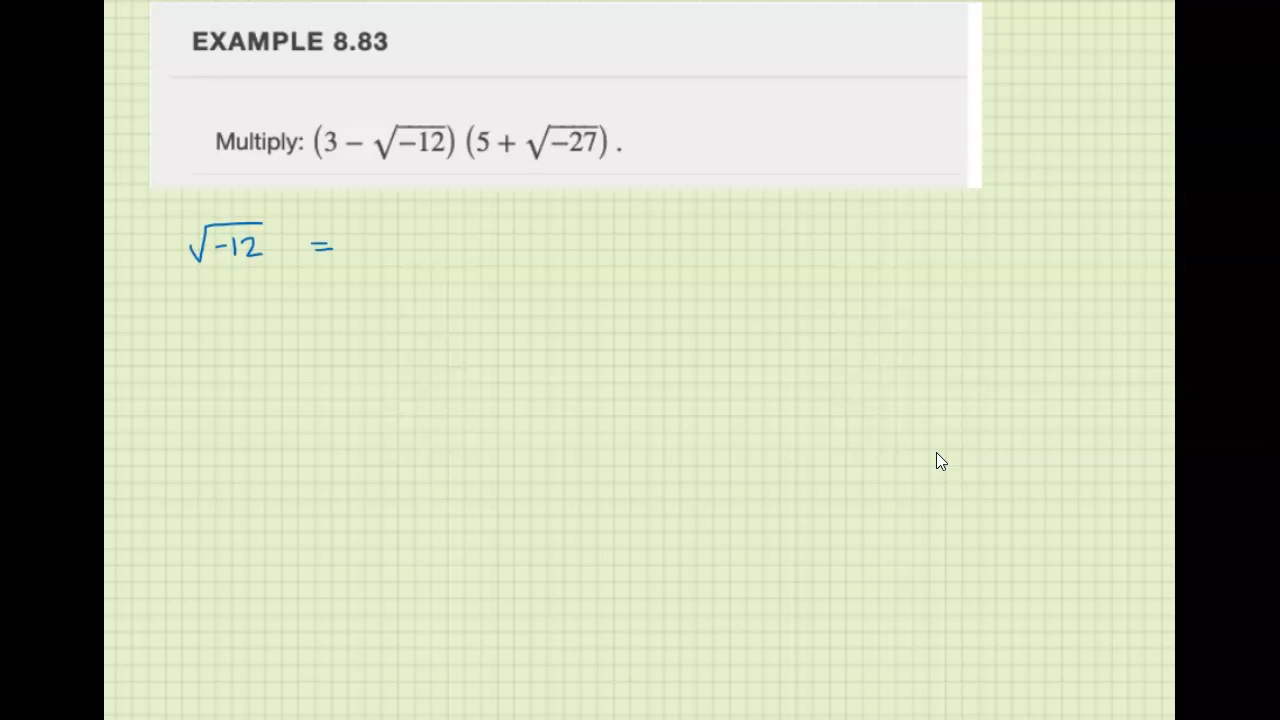 EXAMPLE 8.83
Multiply: (3 − √−12) (5 + √−27) .
√-12 =